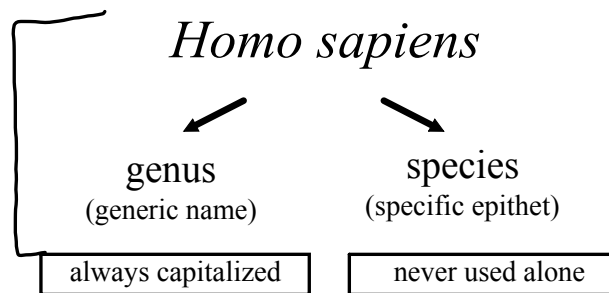 Homo sapiens
genus species
(generic name) (specific epithet)
always capitalized never used alone